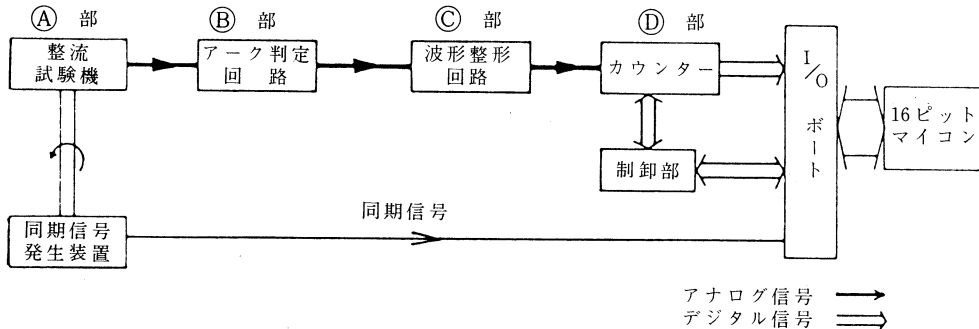 Ⓐ 部
整流
試験機
Ⓑ 部
アーク判定
回路
Ⓒ 部
波形整形
回路
Ⓓ 部
カウンター
制卸部
I/Oポート
16ビット
マイコン
同期信号
同期信号
発生装置
アナログ信号
デジタル信号